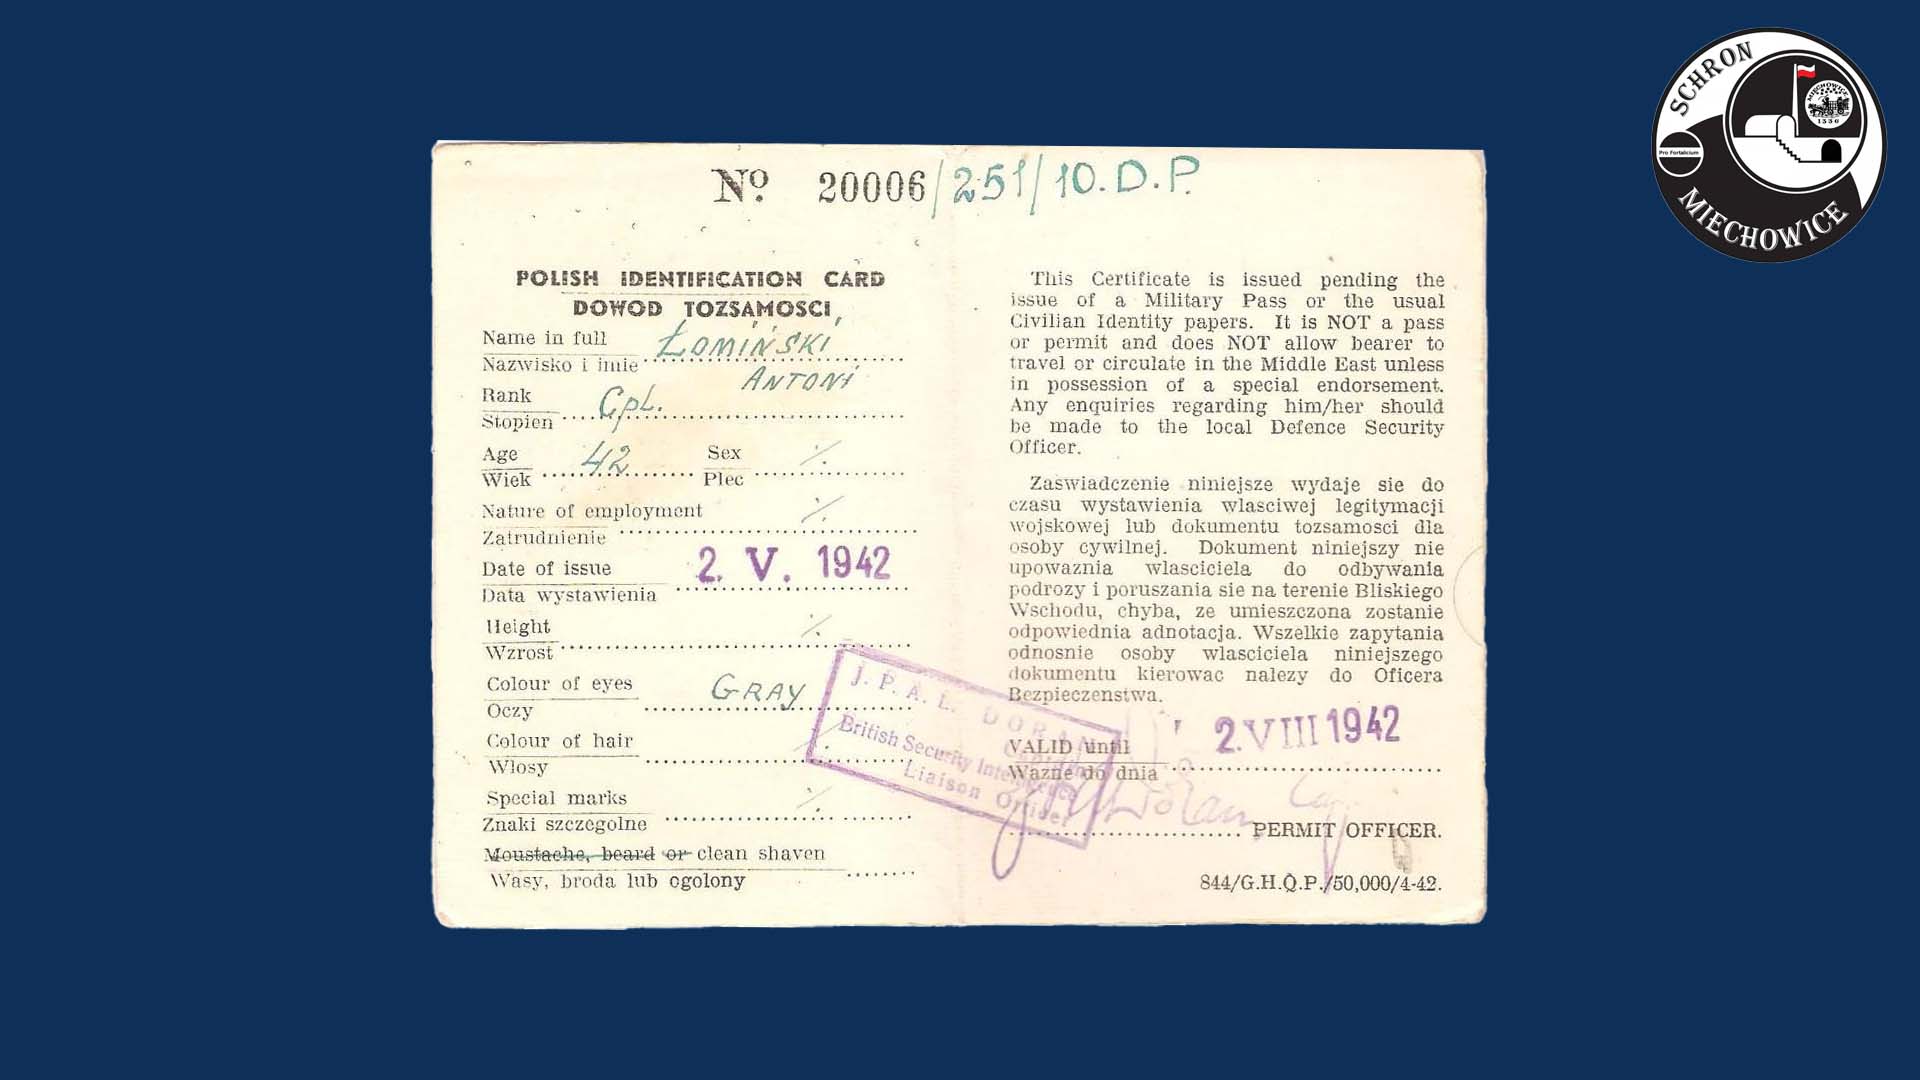 SCHRON
MIECHOWICE
Pro Fortalicium
MIECHOWICE
1336
No. 20006/251/10.D.P.
POLISH IDENTIFICATION CARD
DOWOD TOZSAMOSCI
Name in full
Nazwisko i imie
ŁOMIŃSKI
ANTONI
Rank
Stopien
Cpl.
Age
Wiek
42
Sex
Plec
Nature of employment
Zatrudnienie
Date of issue
Data wystawienia
2. V. 1942
Height
Wzrost
Colour of eyes
Oczy
GRAY
Colour of hair
Wlosy
Special marks
Znaki szczegolne
Moustache, beard or clean shaven
Wasy, broda lub ogolony
This Certificate is issued pending the
issue of a Military Pass or the usual
Civilian Identity papers. It is NOT a pass
or permit and does NOT allow bearer to
travel or circulate in the Middle East unless
in possession of a special endorsement.
Any enquiries regarding him/her should
be made to the local Defence Security
Officer.
Zaswiadczenie niniejsze wydaje sie do
czasu wystawienia wlasciwej legitymacji
wojskowej lub dokumentu tozsamosci dla
osoby cywilnej. Dokument niniejszy nie
upowaznia wlasciciela do odbywania
podrozy i poruszania sie na terenie Bliskiego
Wschodu, chyba, ze umieszczona zostanie
odpowiednia adnotacja. Wszelkie zapytania
odnosnie osoby wlasciciela niniejszego
dokumentu kierowac nalezy do Oficera
Bezpieczenstwa.
VALID until
Wazne do dnia
2. VIII 1942
J. P. A. L. DORAN
Captain
British Security Intelligence
Liaison Officer
PERMIT OFFICER.
844/G.H.Q.P./50,000/4-42.